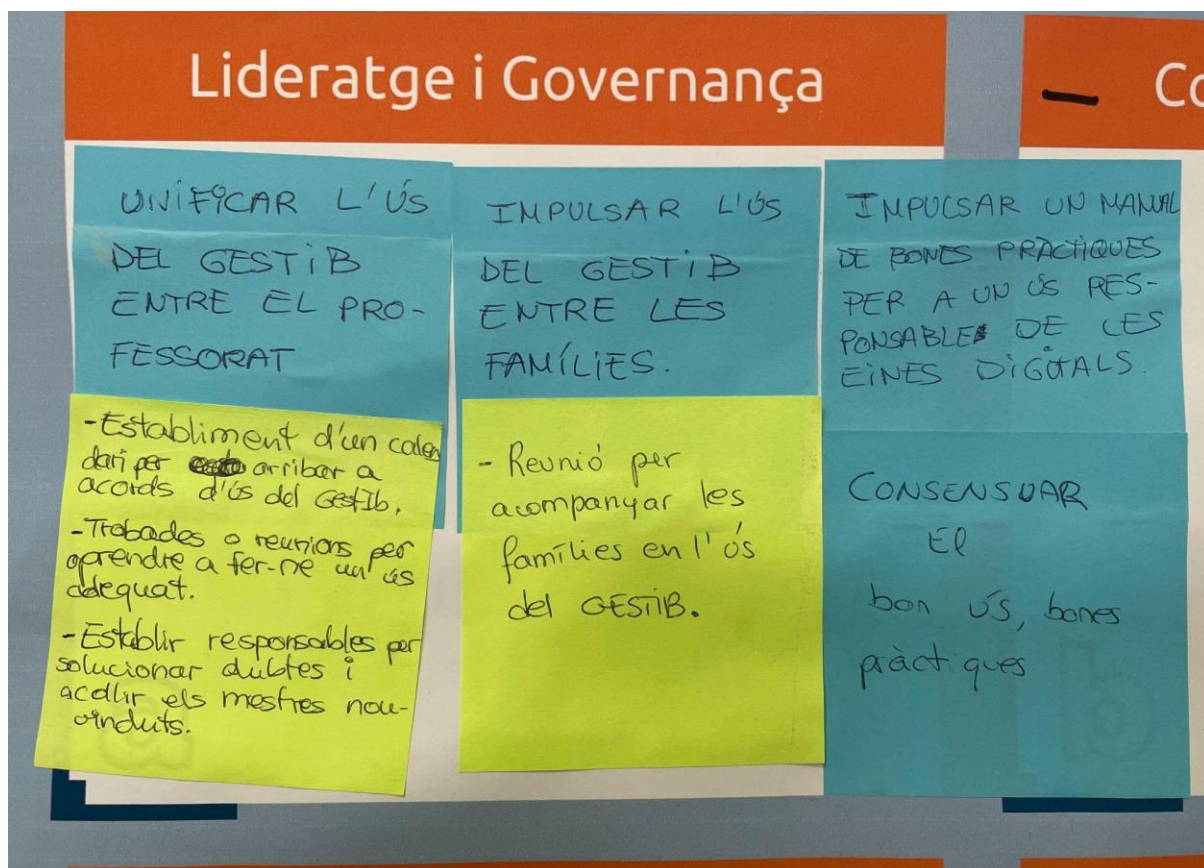 Lideratge i Governança
Co
UNIFICAR L'ÚS
DEL GESTIB
ENTRE EL PRO-
FESSORAT
-Establiment d'un calen
dari per arribar a
acords d'ús del GestIb.
-Trobades o reunions per
aprendre a fer-ne un ús
adequat.
-Establir responsables per
solucionar dubtes i
acollir els mestres nou-
vinduts.
IMPULSAR L'ÚS
DEL GESTIB
ENTRE LES
FAMÍLIES.
- Reunió per
acompanyar les
famílies en l'ús
del GESTIB.
IMPULSAR UN MANUAL
DE BONES PRÀCTIQUES
PER A UN ÚS RES-
PONSABLE DE LES
EINES DIGITALS.
CONSENSUAR
El
bon ús, bones
pràctiques